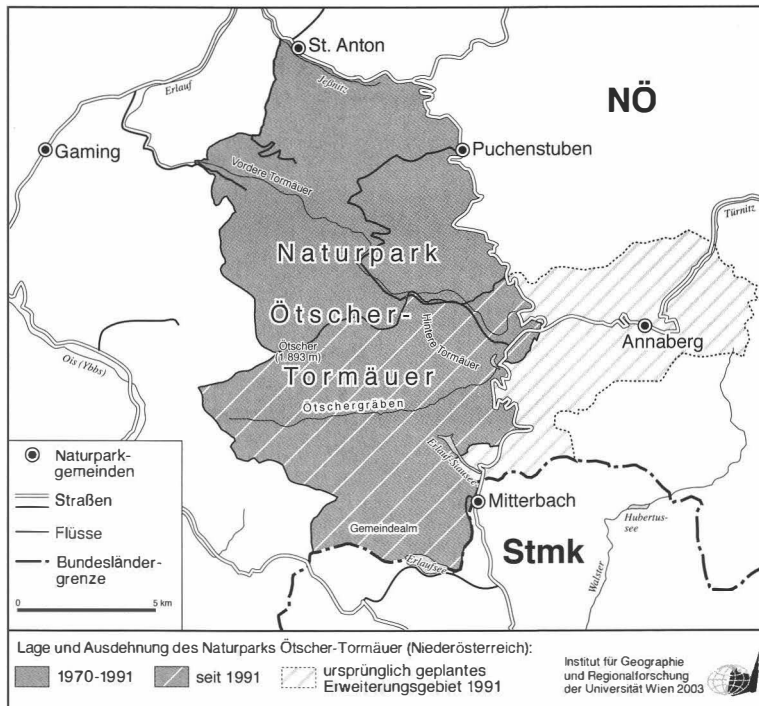 St. Anton
Jeßnitz
Erlauf
NÖ
Gaming
Puchenstuben
Vordere Tormäuer
Türnitz
Naturpark
Ötscher-
Ötscher
(1 893 m)
Hintere Tormäuer
Annaberg
Ois (Ybbs)
Tormäuer
Ötschergräben
Erlauf-Stausee
Mitterbach
Gemeindealm
Stmk
Hubertus-
see
Erlaufsee
Walster
Naturpark-
gemeinden
Straßen
Flüsse
Bundesländer-
grenze
0 5 km
Lage und Ausdehnung des Naturparks Ötscher-Tormäuer (Niederösterreich):
1970-1991
seit 1991
ursprünglich geplantes
Erweiterungsgebiet 1991
Institut für Geographie
und Regionalforschung
der Universität Wien 2003